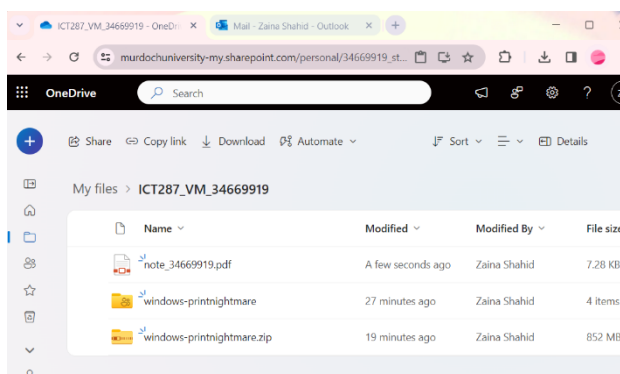 ICT287_VM_34669919 - OneDri
Mail - Zaina Shahid - Outlook
murdochuniversity-my.sharepoint.com/personal/34669919_st...
OneDrive
Search
Share Copy link Download Automate Sort Details
My files > ICT287_VM_34669919
Name Modified Modified By File size
note_34669919.pdf A few seconds ago Zaina Shahid 7.28 KB
windows-printnightmare 27 minutes ago Zaina Shahid 4 items
windows-printnightmare.zip 19 minutes ago Zaina Shahid 852 MB